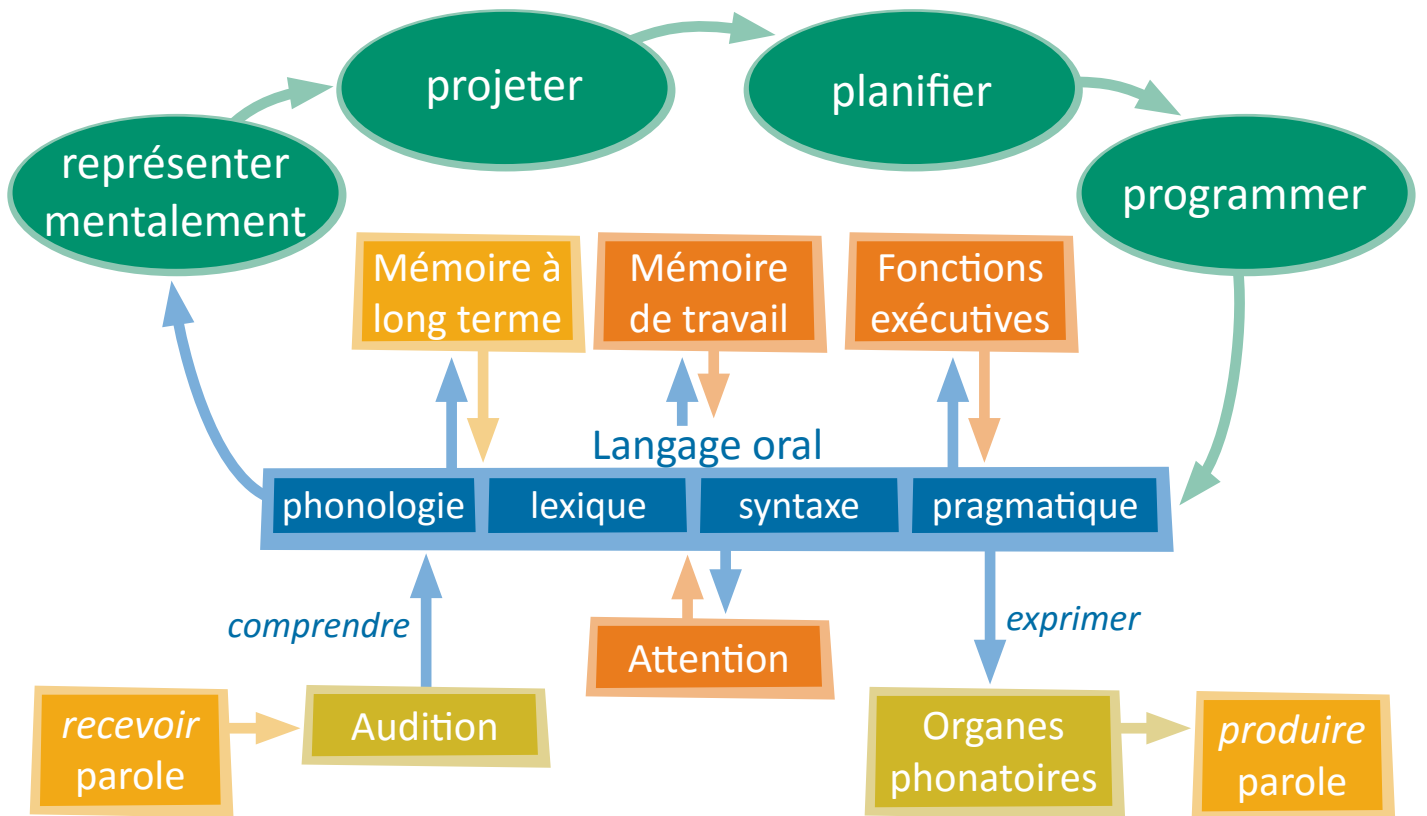 projeter
planifier
représenter
mentalement
programmer
Mémoire à
long terme
Mémoire
de travail
Fonctions
exécutives
Langage oral
phonologie
lexique
syntaxe
pragmatique
comprendre
exprimer
Attention
recevoir
parole
Audition
Organes
phonatoires
produire
parole